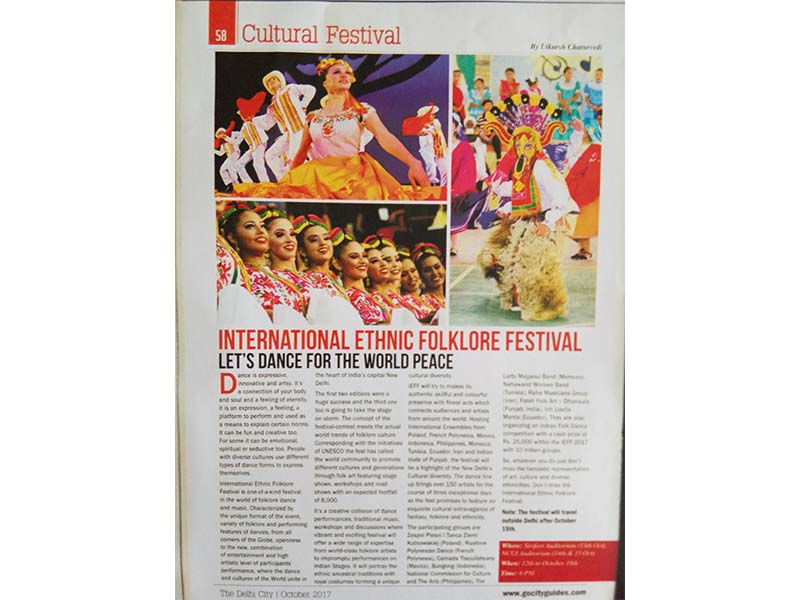 58
Cultural Festival
By Utkarsh Chaturvedi
INTERNATIONAL ETHNIC FOLKLORE FESTIVAL
LET'S DANCE FOR THE WORLD PEACE
Dance is expressive,
innovative and artsy. It's
a connection of your body
and soul and a feeling of eternity.
It is an expression, a feeling, a
platform to perform and used as
a means to explain certain norms.
It can be fun and creative too.
For some it can be emotional,
spiritual or seductive too. People
with diverse cultures use different
types of dance forms to express
themselves.
International Ethnic Folklore
Festival is one-of-a-kind festival
in the world of folklore dance
and music. Characterized by
the unique format of the event,
variety of folklore and performing
features of dances, from all
corners of the Globe, openness
to the new, combination
of entertainment and high
artistic level of participants'
performance, where the dance
and cultures of the World unite in
the heart of India's capital New
Delhi.
The first two editions were a
huge success and the third one
too is going to take the stage
on storm. The concept of the
festival-contest meets the actual
world trends of folklore culture.
Corresponding with the initiatives
of UNESCO the fest has called
the world community to promote
different cultures and generations
through folk art featuring stage
shows, workshops and road
shows with an expected footfall
of 8,000.
It's a creative collision of dance
performances, traditional music,
workshops and discussions where
vibrant and exciting festival will
offer a wide range of expertise
from world-class folklore artists
to impromptu performances on
Indian Stages. It will portray the
ethnic ancestral traditions with
royal costumes forming a unique
cultural diversity.
IEFF will try to makes its
authentic skilful and colourful
presence with finest acts which
connects audiences and artists
from around the world. Hosting
International Ensembles from
Poland, French Polynesia, Mexico,
Indonesia, Philippines, Morocco,
Tunisia, Ecuador, Iran and Indian
state of Punjab, the festival will
be a highlight of the New Delhi's
Cultural diversity. The dance line
up brings over 150 artists for the
course of three exceptional days
as the fest promises to feature an
exquisite cultural extravaganza of
fantasy, folklore and ethnicity.
The participating groups are
Zespol Piesni i Tanca Ziemi
(Poland), Ruahine
Polynesian Dance (French
Polynesia),
(Mexico), (Indonesia),
National Commission for Culture
and The Arts (Philippines), The
Larbi Band (Morocco),
Nahawand Women Band
(Tunisia), Raha Musicians Group
(Iran), Fateh Folk Art - Dhanaula
(Punjab, India), Jatt Llacta
Manta (Ecuador). They are also
organizing an Indian Folk Dance
competition with a cash prize of
Rs. 25,000 within the IEFF 2017
with 10 Indian groups.
So, whatever you do just don't
miss the fantastic representation
of art, culture and diverse
ethnicities. Don't miss the
International Ethnic Folklore
Festival.
Note: The festival will travel
outside Delhi after October
15th.
Where: Sirifort Auditorium (13th Oct)
NCUI Auditorium (14th & 15 Oct)
When: 12th to October 20th
Time: 6 PM
The Delhi City | October 2017
www.gocityguides.com